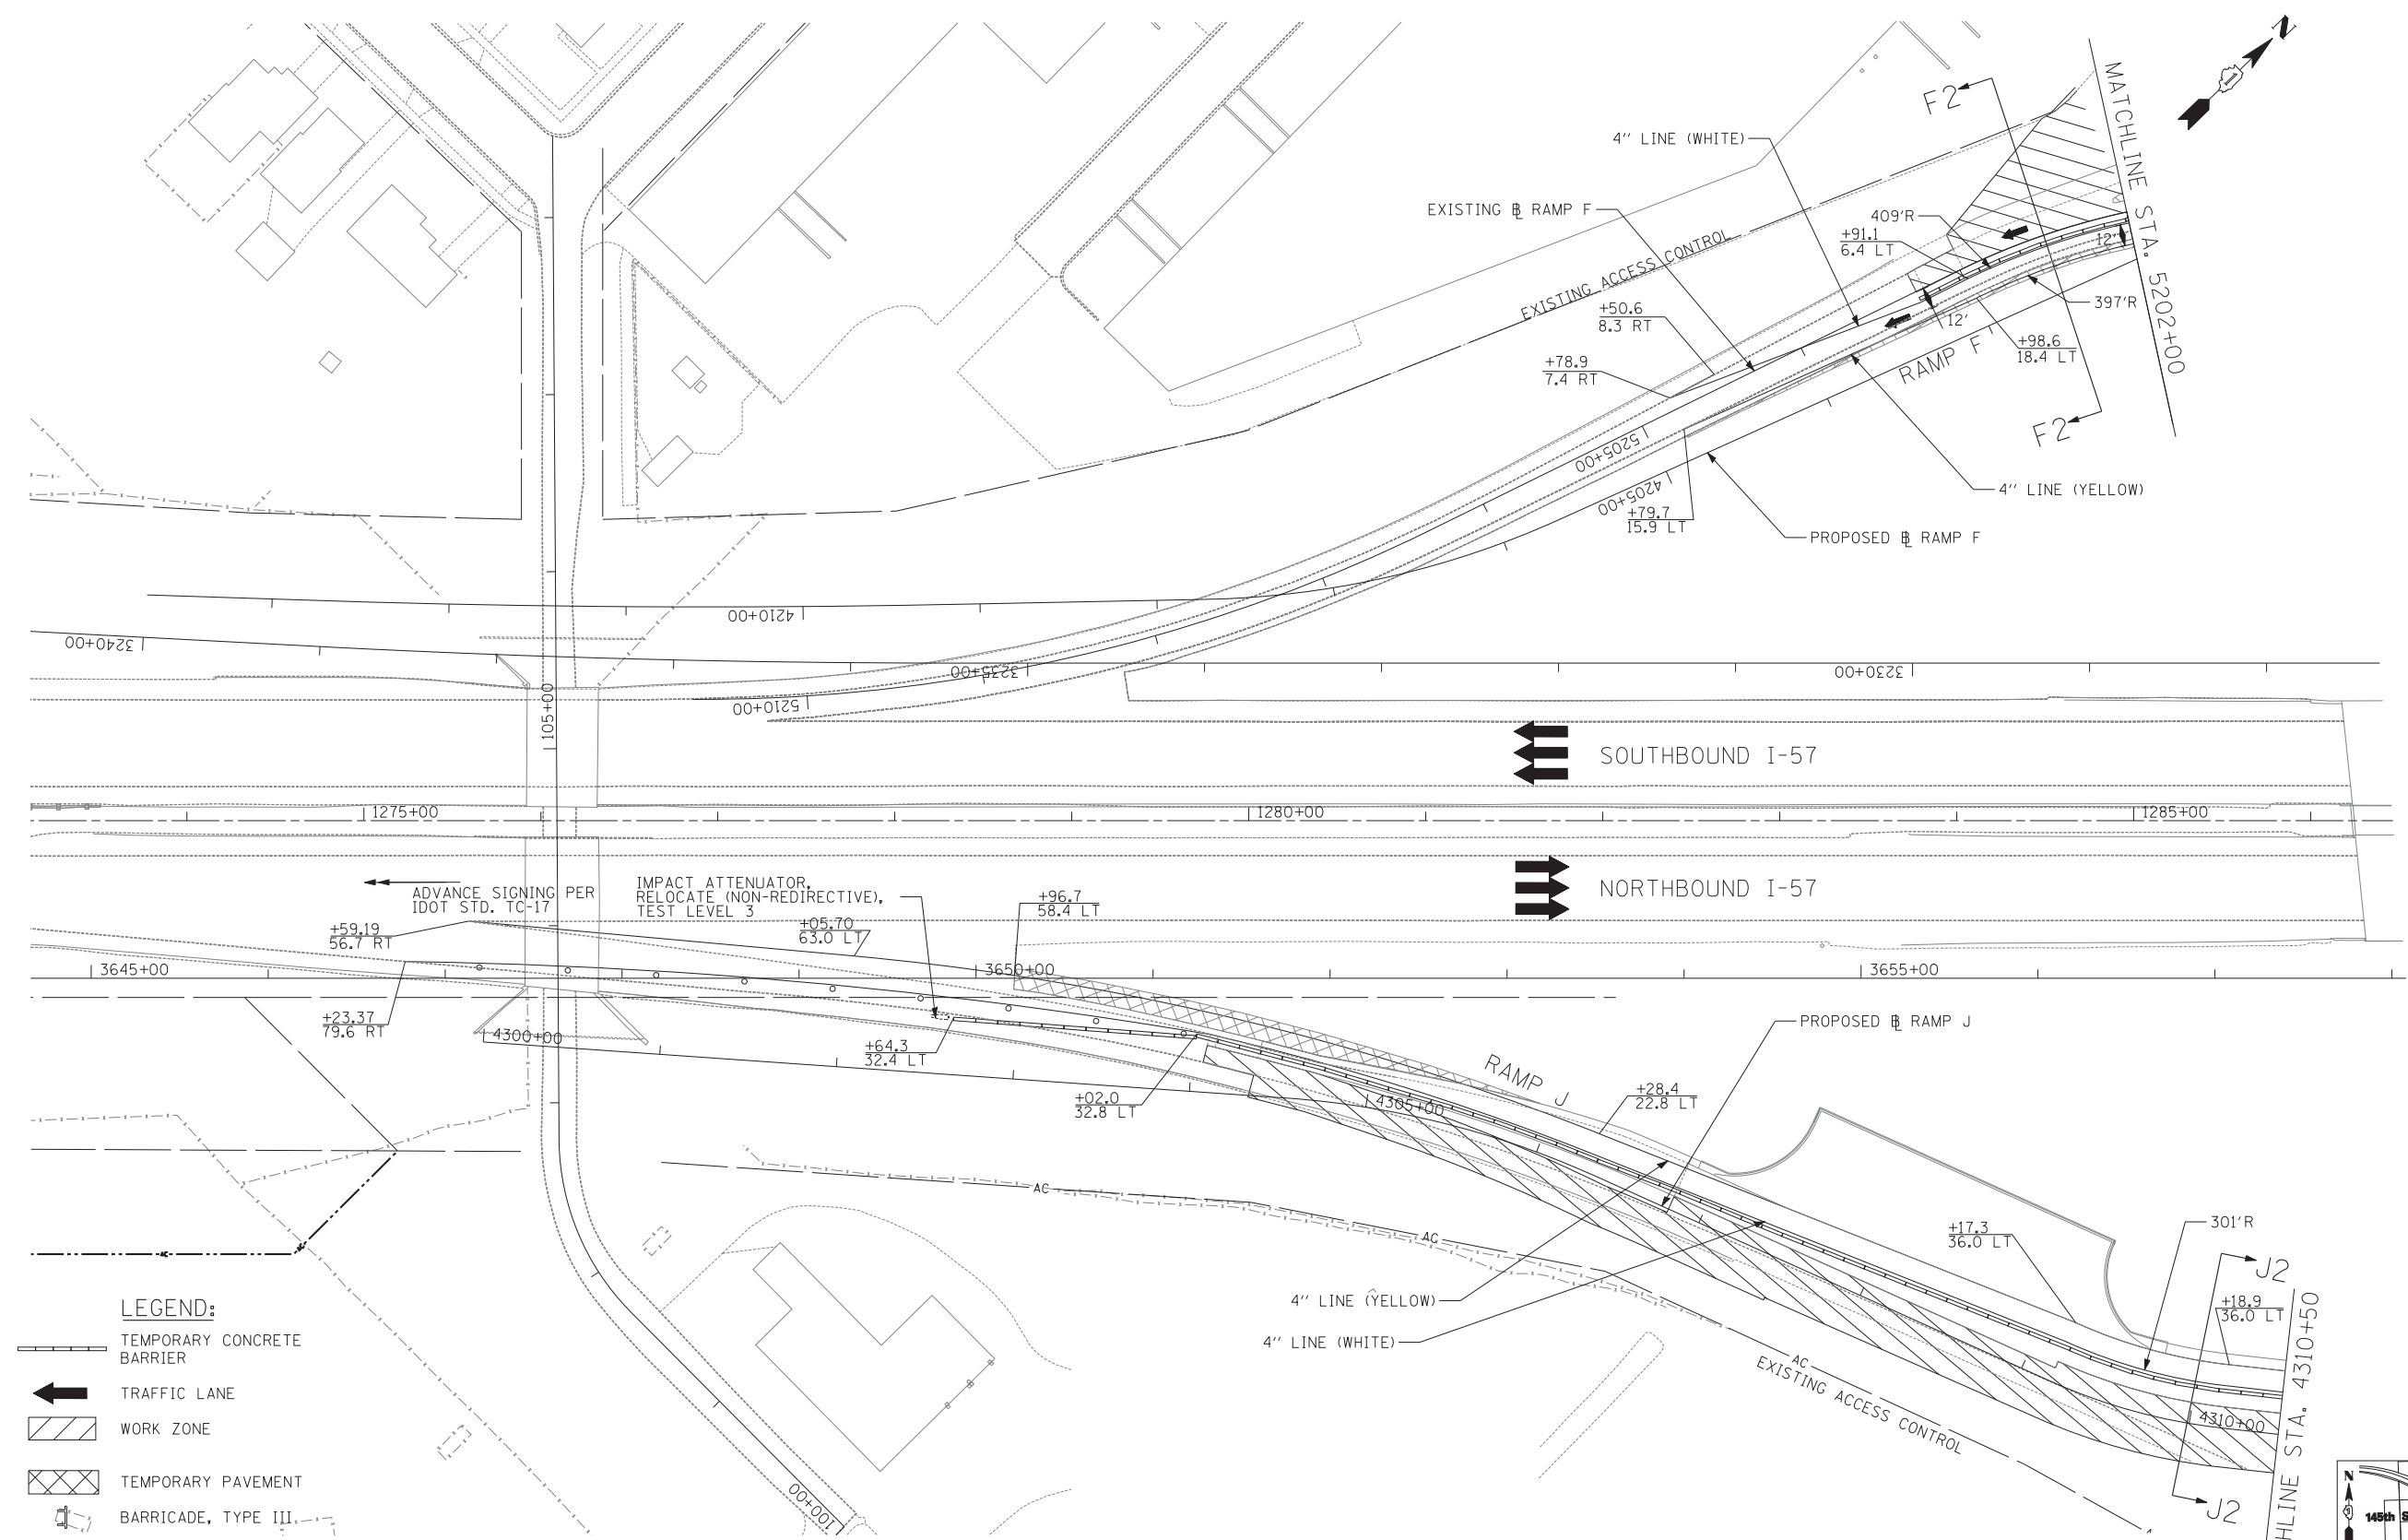 N
F2
MATCHLINE STA. 5202+00
4'' LINE (WHITE)
EXISTING ℄ RAMP F
409'R
+91.1
6.4 LT
12'
EXISTING ACCESS CONTROL
+50.6
8.3 RT
397'R
12'
+98.6
18.4 LT
+78.9
7.4 RT
RAMP F
F2
5205+00
4'' LINE (YELLOW)
4205+00
+79.7
15.9 LT
PROPOSED ℄ RAMP F
4210+00
3240+00
3235+00
3230+00
5210+00
105+00
SOUTHBOUND I-57
1275+00
1280+00
1285+00
NORTHBOUND I-57
ADVANCE SIGNING PER
IDOT STD. TC-17
IMPACT ATTENUATOR,
RELOCATE (NON-REDIRECTIVE),
TEST LEVEL 3
+96.7
58.4 LT
+59.19
56.7 RT
+05.70
63.0 LT
3645+00
3650+00
3655+00
+23.37
79.6 RT
4300+00
+64.3
32.4 LT
PROPOSED ℄ RAMP J
RAMP J
+02.0
32.8 LT
4305+00
+28.4
22.8 LT
AC
AC
+17.3
36.0 LT
301'R
J2
+18.9
36.0 LT
4'' LINE (YELLOW)
4'' LINE (WHITE)
AC
EXISTING ACCESS CONTROL
4310+00
HLINE STA. 4310+50
J2
100+00
LEGEND:
TEMPORARY CONCRETE
BARRIER
TRAFFIC LANE
WORK ZONE
TEMPORARY PAVEMENT
BARRICADE, TYPE III
N
145th